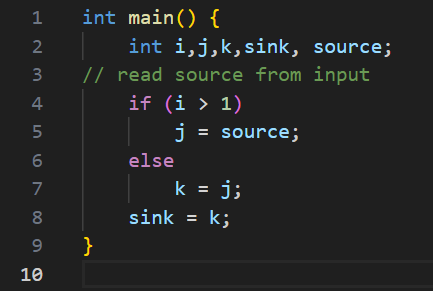 1 int main() {
2 int i,j,k,sink, source;
3 // read source from input
4 if (i > 1)
5 j = source;
6 else
7 k = j;
8 sink = k;
9 }
10